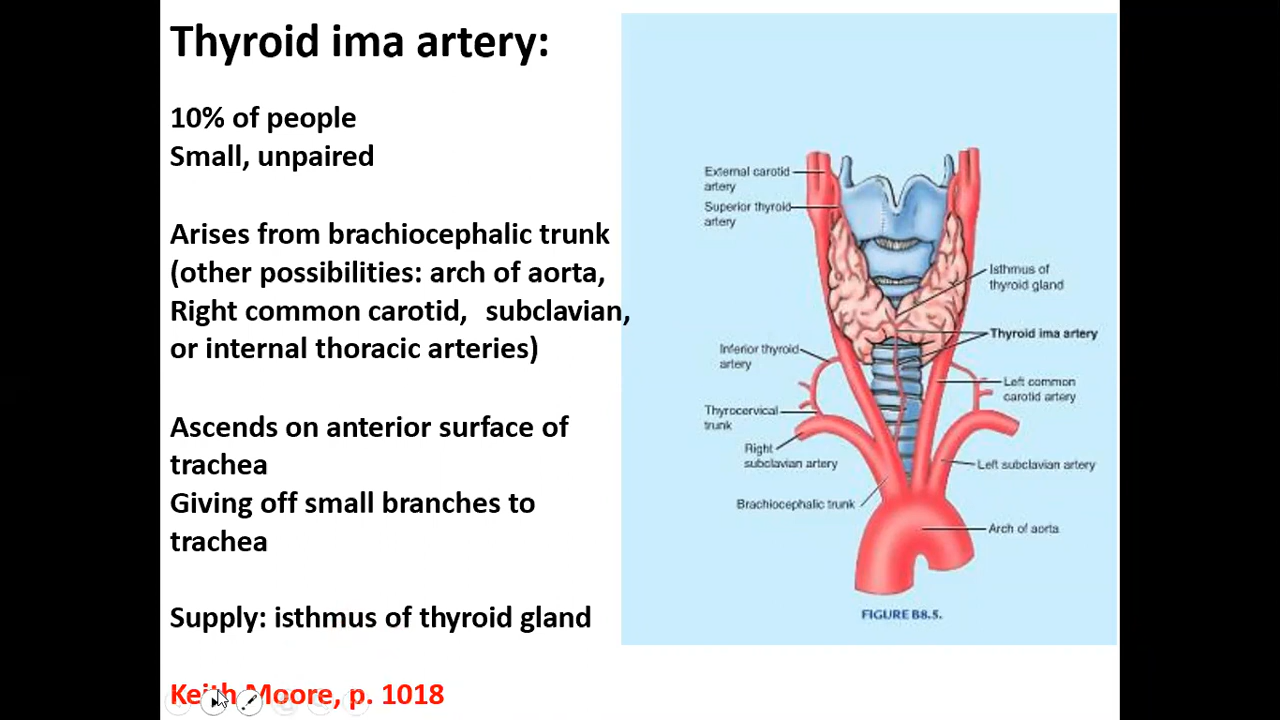 Thyroid ima artery:
10% of people
Small, unpaired
Arises from brachiocephalic trunk
(other possibilities: arch of aorta,
Right common carotid, subclavian,
or internal thoracic arteries)
Ascends on anterior surface of
trachea
Giving off small branches to
trachea
Supply: isthmus of thyroid gland
Keith Moore, p. 1018
External carotid
artery
Superior thyroid
artery
Isthmus of
thyroid gland
Thyroid ima artery
Inferior thyroid
artery
Left common
carotid artery
Thyrocervical
trunk
Right
subclavian artery
Left subclavian artery
Brachiocephalic trunk
Arch of aorta
FIGURE B8.5.